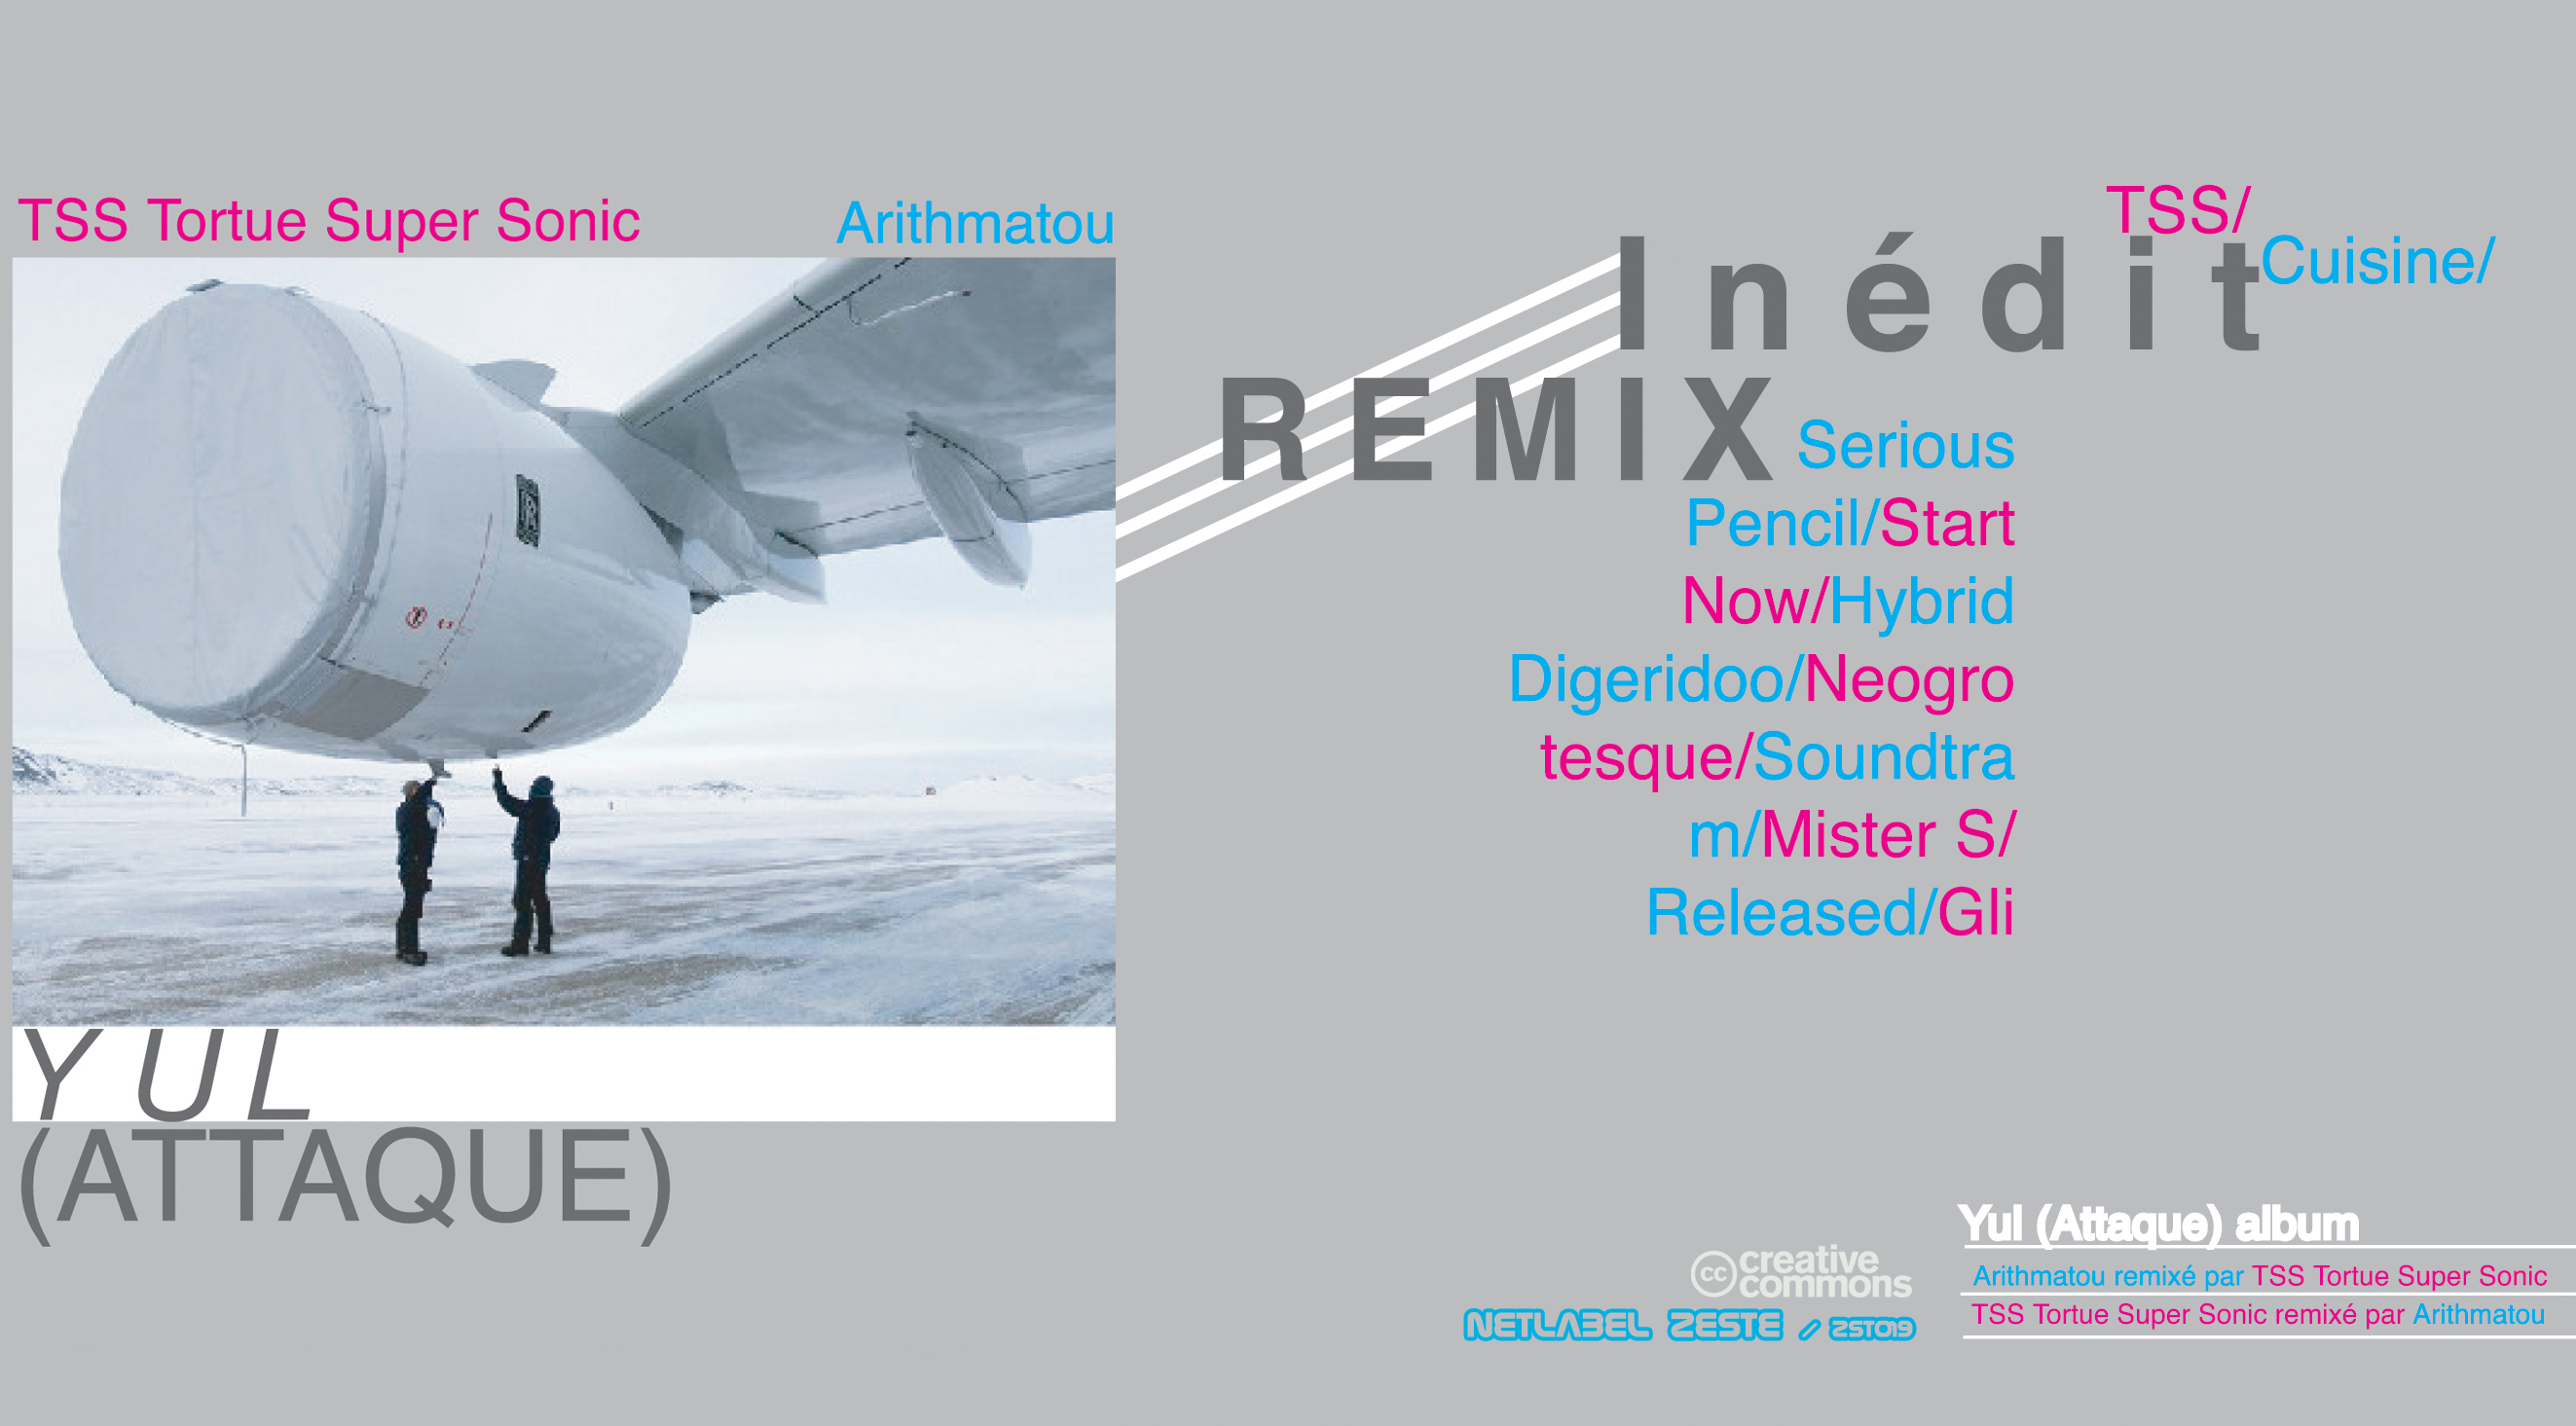 TSS Tortue Super Sonic
Arithmatou
YUL
(ATTAQUE)
TSS/
Inédit
Cuisine/
REMIX
Serious
Pencil/Start
Now/Hybrid
Digeridoo/Neogro
tesque/Soundtra
m/Mister S/
Released/Gli
cc creative
commons
NETLABEL ZESTE / ZST019
Yul (Attaque) album
Arithmatou remixé par TSS Tortue Super Sonic
TSS Tortue Super Sonic remixé par Arithmatou